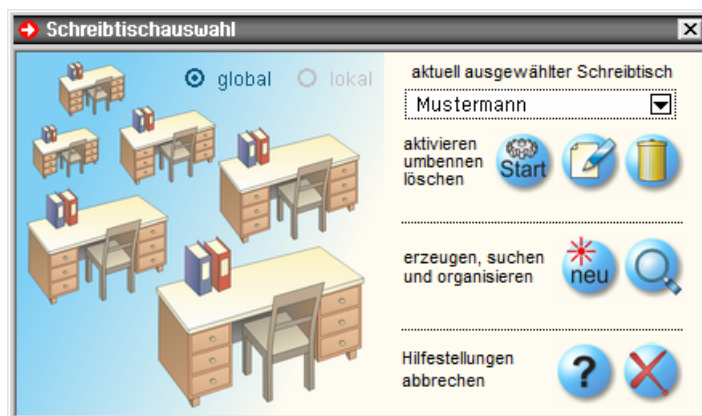 Schreibtischauswahl
global lokal
aktuell ausgewählter Schreibtisch
Mustermann
aktivieren
umbennen
löschen
Start
erzeugen, suchen
und organisieren
neu
Hilfestellungen
abbrechen
?